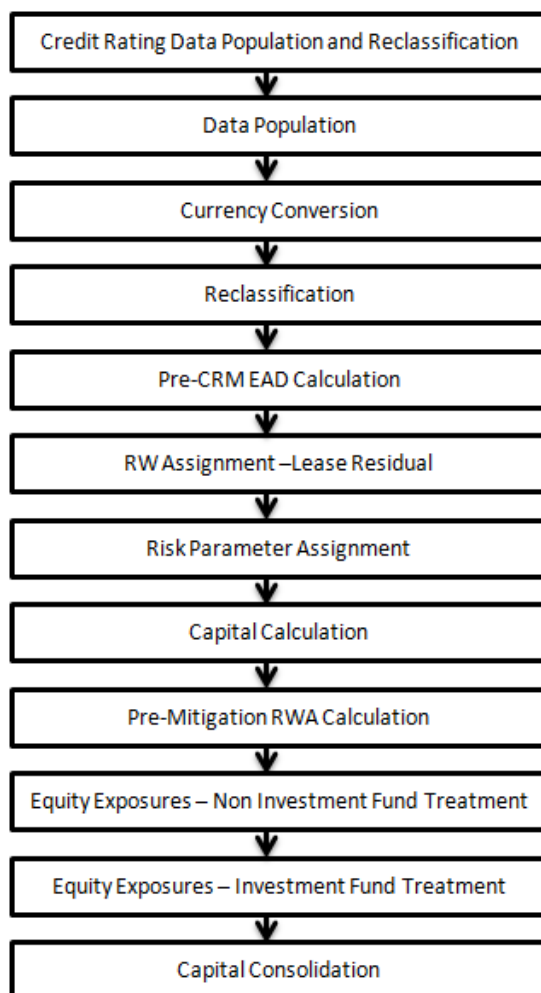 Credit Rating Data Population and Reclassification
Data Population
Currency Conversion
Reclassification
Pre-CRM EAD Calculation
RW Assignment –Lease Residual
Risk Parameter Assignment
Capital Calculation
Pre-Mitigation RWA Calculation
Equity Exposures – Non Investment Fund Treatment
Equity Exposures – Investment Fund Treatment
Capital Consolidation